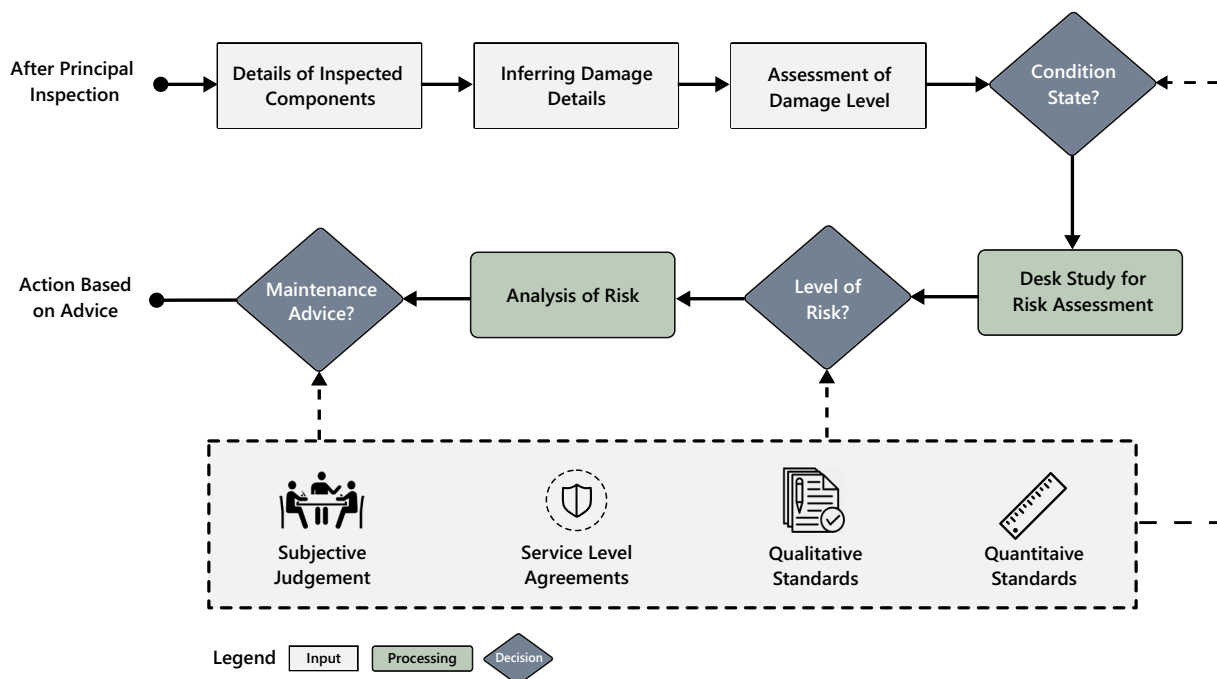 After Principal
Inspection
Details of Inspected
Components
Inferring Damage
Details
Assessment of
Damage Level
Condition
State?
Action Based
on Advice
Maintenance
Advice?
Analysis of Risk
Level of
Risk?
Desk Study for
Risk Assessment
Subjective
Judgement
Service Level
Agreements
Qualitative
Standards
Quantitaive
Standards
Legend
Input
Processing
Decision